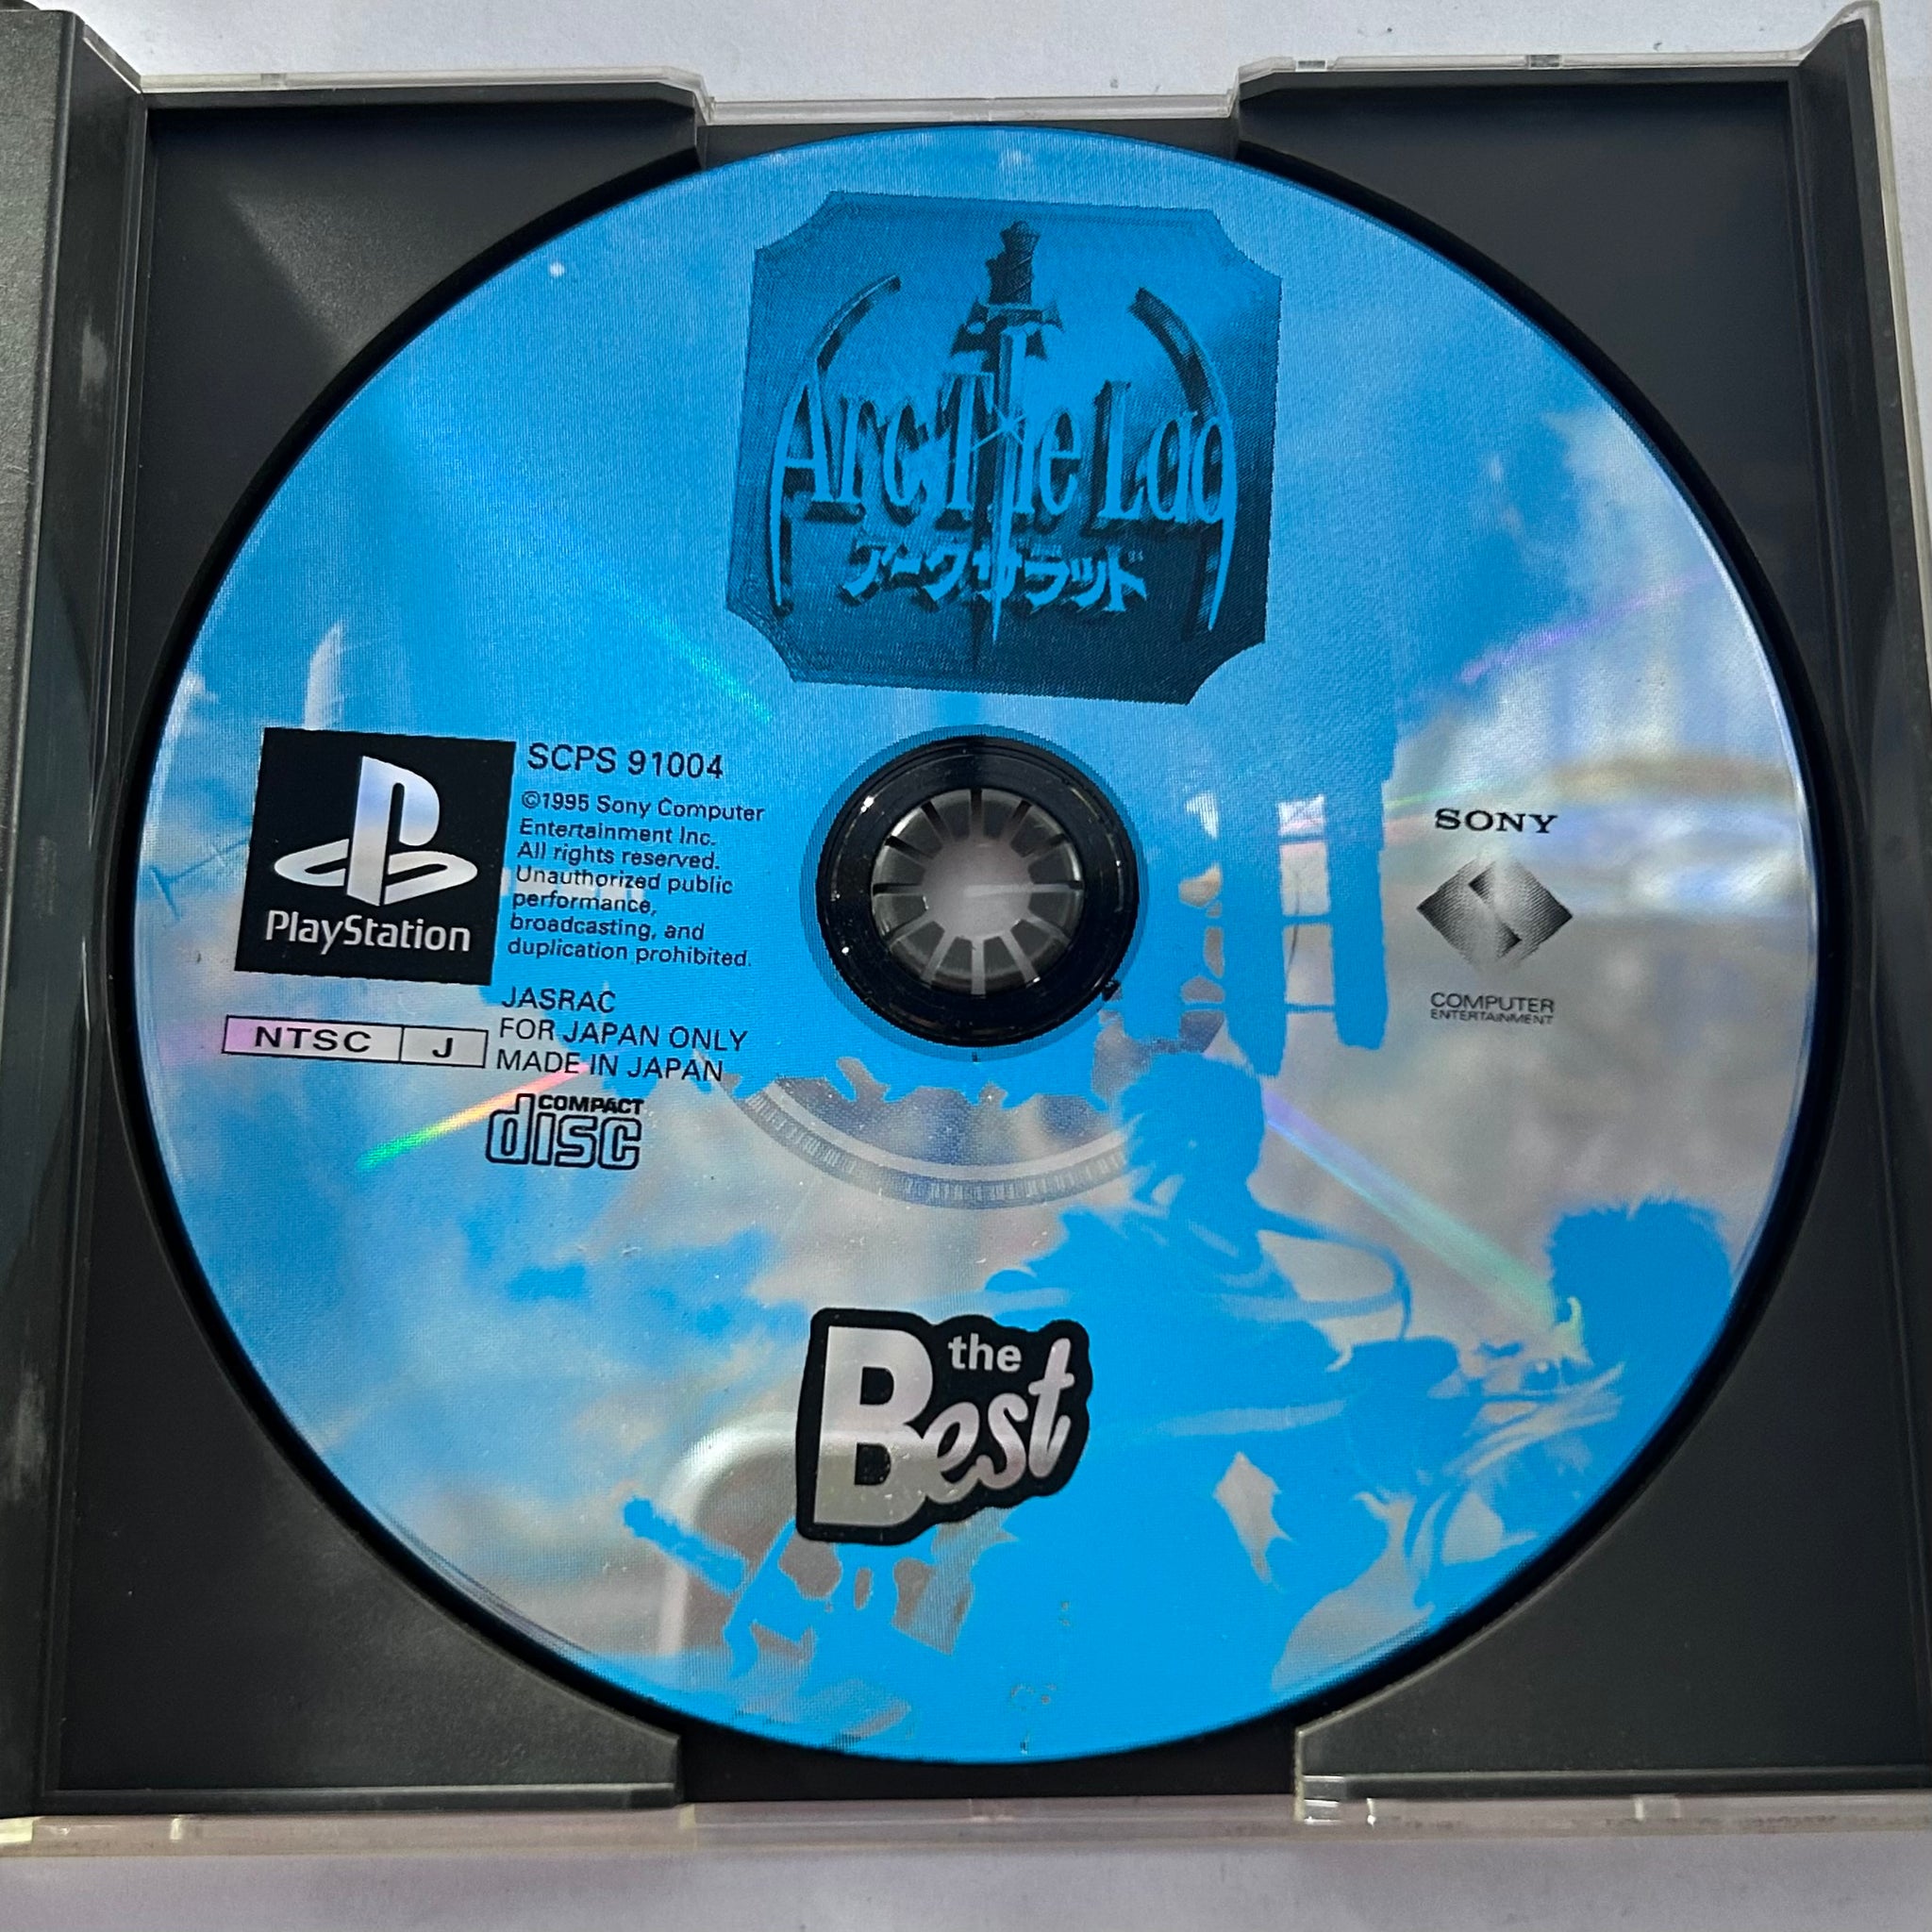 Arc The Lad
アークザラッド
PlayStation
SCPS 91004
©1995 Sony Computer
Entertainment Inc.
All rights reserved.
Unauthorized public
performance,
broadcasting, and
duplication prohibited.
JASRAC
FOR JAPAN ONLY
MADE IN JAPAN
NTSC J
COMPACT
disc
SONY
COMPUTER
ENTERTAINMENT
the
Best